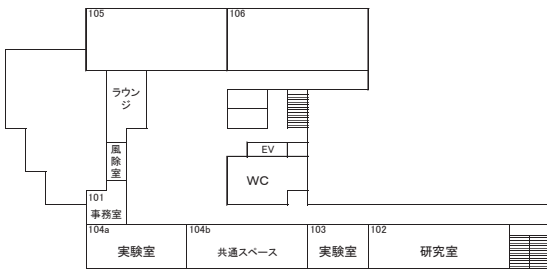 105
106
ラウン
ジ
風
除
室
EV
WC
101
事務室
104a
104b
103
102
実験室
共通スペース
実験室
研究室